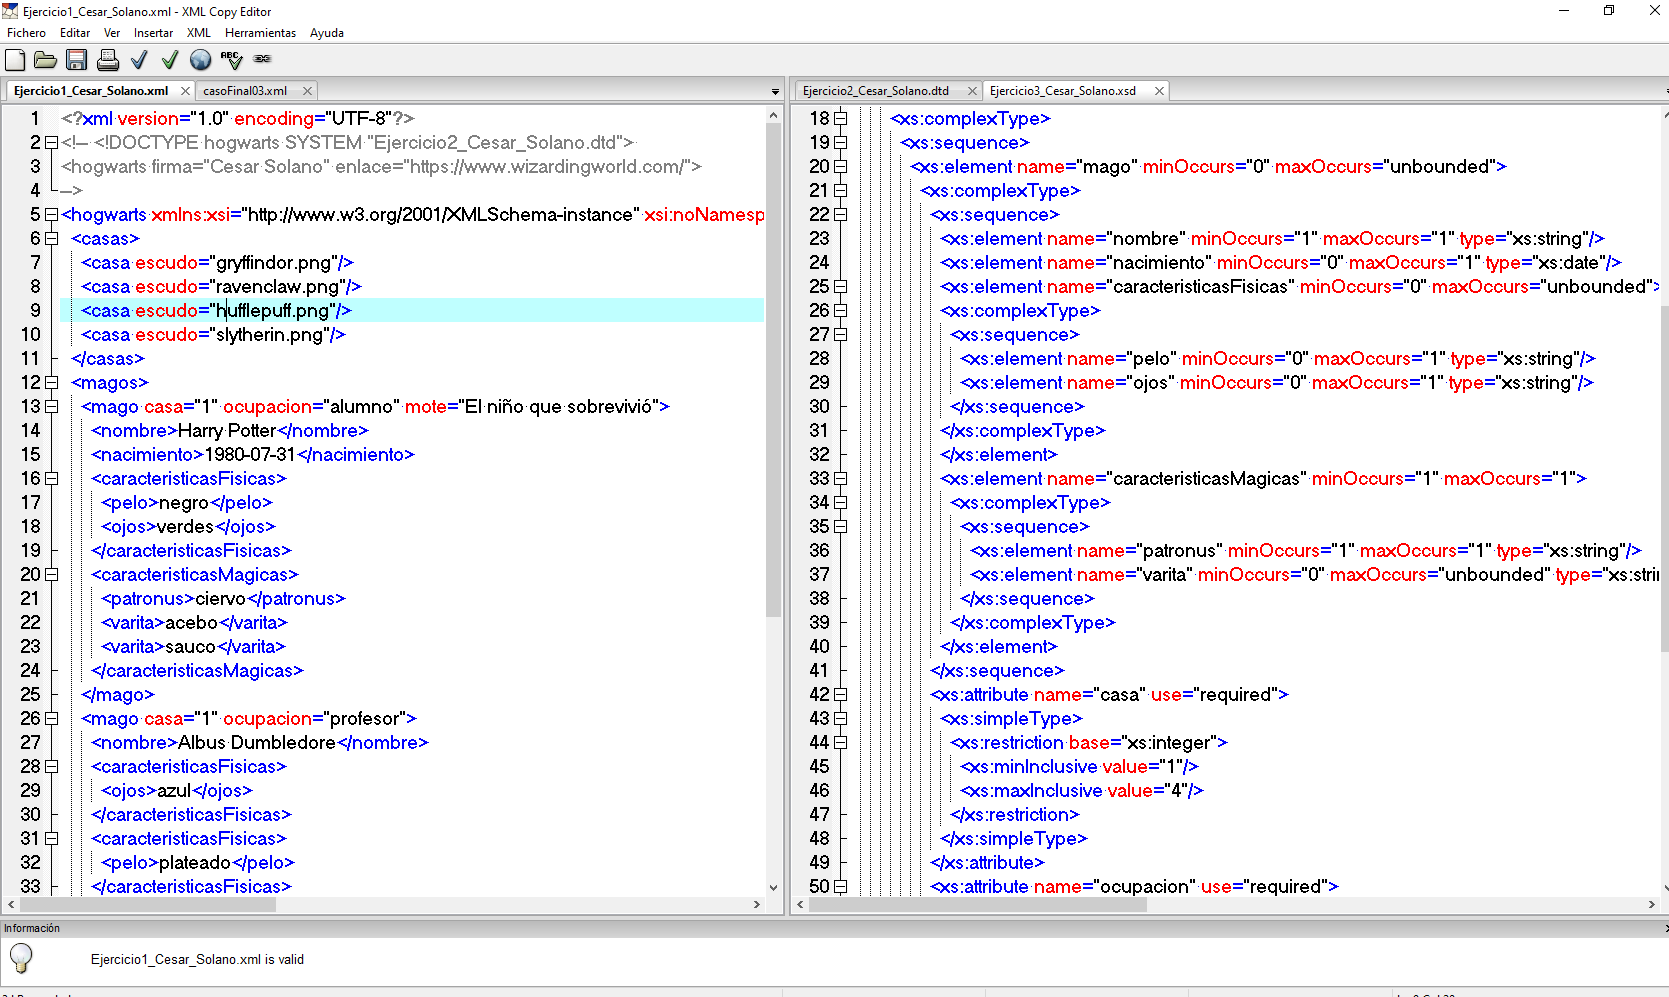 Ejercicio1_Cesar_Solano.xml - XML Copy Editor
Fichero Editar Ver Insertar XML Herramientas Ayuda
ABC
Ejercicio1_Cesar_Solano.xml casoFinal03.xml
1 <?xml version="1.0" encoding="UTF-8"?>
2 <!-- <!DOCTYPE hogwarts SYSTEM "Ejercicio2_Cesar_Solano.dtd">
3 <hogwarts firma="Cesar Solano" enlace="https://www.wizardingworld.com/">
4 -->
5 <hogwarts xmlns:xsi="http://www.w3.org/2001/XMLSchema-instance" xsi:noNamesp
6 <casas>
7 <casa escudo="gryffindor.png"/>
8 <casa escudo="ravenclaw.png"/>
9 <casa escudo="hufflepuff.png"/>
10 <casa escudo="slytherin.png"/>
11 </casas>
12 <magos>
13 <mago casa="1" ocupacion="alumno" mote="El niño que sobrevivió">
14 <nombre>Harry Potter</nombre>
15 <nacimiento>1980-07-31</nacimiento>
16 <caracteristicasFisicas>
17 <pelo>negro</pelo>
18 <ojos>verdes</ojos>
19 </caracteristicasFisicas>
20 <caracteristicasMagicas>
21 <patronus>ciervo</patronus>
22 <varita>acebo</varita>
23 <varita>sauco</varita>
24 </caracteristicasMagicas>
25 </mago>
26 <mago casa="1" ocupacion="profesor">
27 <nombre>Albus Dumbledore</nombre>
28 <caracteristicasFisicas>
29 <ojos>azul</ojos>
30 </caracteristicasFisicas>
31 <caracteristicasFisicas>
32 <pelo>plateado</pelo>
33 </caracteristicasFisicas>
Ejercicio2_Cesar_Solano.dtd Ejercicio3_Cesar_Solano.xsd
18 <xs:complexType>
19 <xs:sequence>
20 <xs:element name="mago" minOccurs="0" maxOccurs="unbounded">
21 <xs:complexType>
22 <xs:sequence>
23 <xs:element name="nombre" minOccurs="1" maxOccurs="1" type="xs:string"/>
24 <xs:element name="nacimiento" minOccurs="0" maxOccurs="1" type="xs:date"/>
25 <xs:element name="caracteristicasFisicas" minOccurs="0" maxOccurs="unbounded">
26 <xs:complexType>
27 <xs:sequence>
28 <xs:element name="pelo" minOccurs="0" maxOccurs="1" type="xs:string"/>
29 <xs:element name="ojos" minOccurs="0" maxOccurs="1" type="xs:string"/>
30 </xs:sequence>
31 </xs:complexType>
32 </xs:element>
33 <xs:element name="caracteristicasMagicas" minOccurs="1" maxOccurs="1">
34 <xs:complexType>
35 <xs:sequence>
36 <xs:element name="patronus" minOccurs="1" maxOccurs="1" type="xs:string"/>
37 <xs:element name="varita" minOccurs="0" maxOccurs="unbounded" type="xs:stri
38 </xs:sequence>
39 </xs:complexType>
40 </xs:element>
41 </xs:sequence>
42 <xs:attribute name="casa" use="required">
43 <xs:simpleType>
44 <xs:restriction base="xs:integer">
45 <xs:minInclusive value="1"/>
46 <xs:maxInclusive value="4"/>
47 </xs:restriction>
48 </xs:simpleType>
49 </xs:attribute>
50 <xs:attribute name="ocupacion" use="required">
Información
Ejercicio1_Cesar_Solano.xml is valid